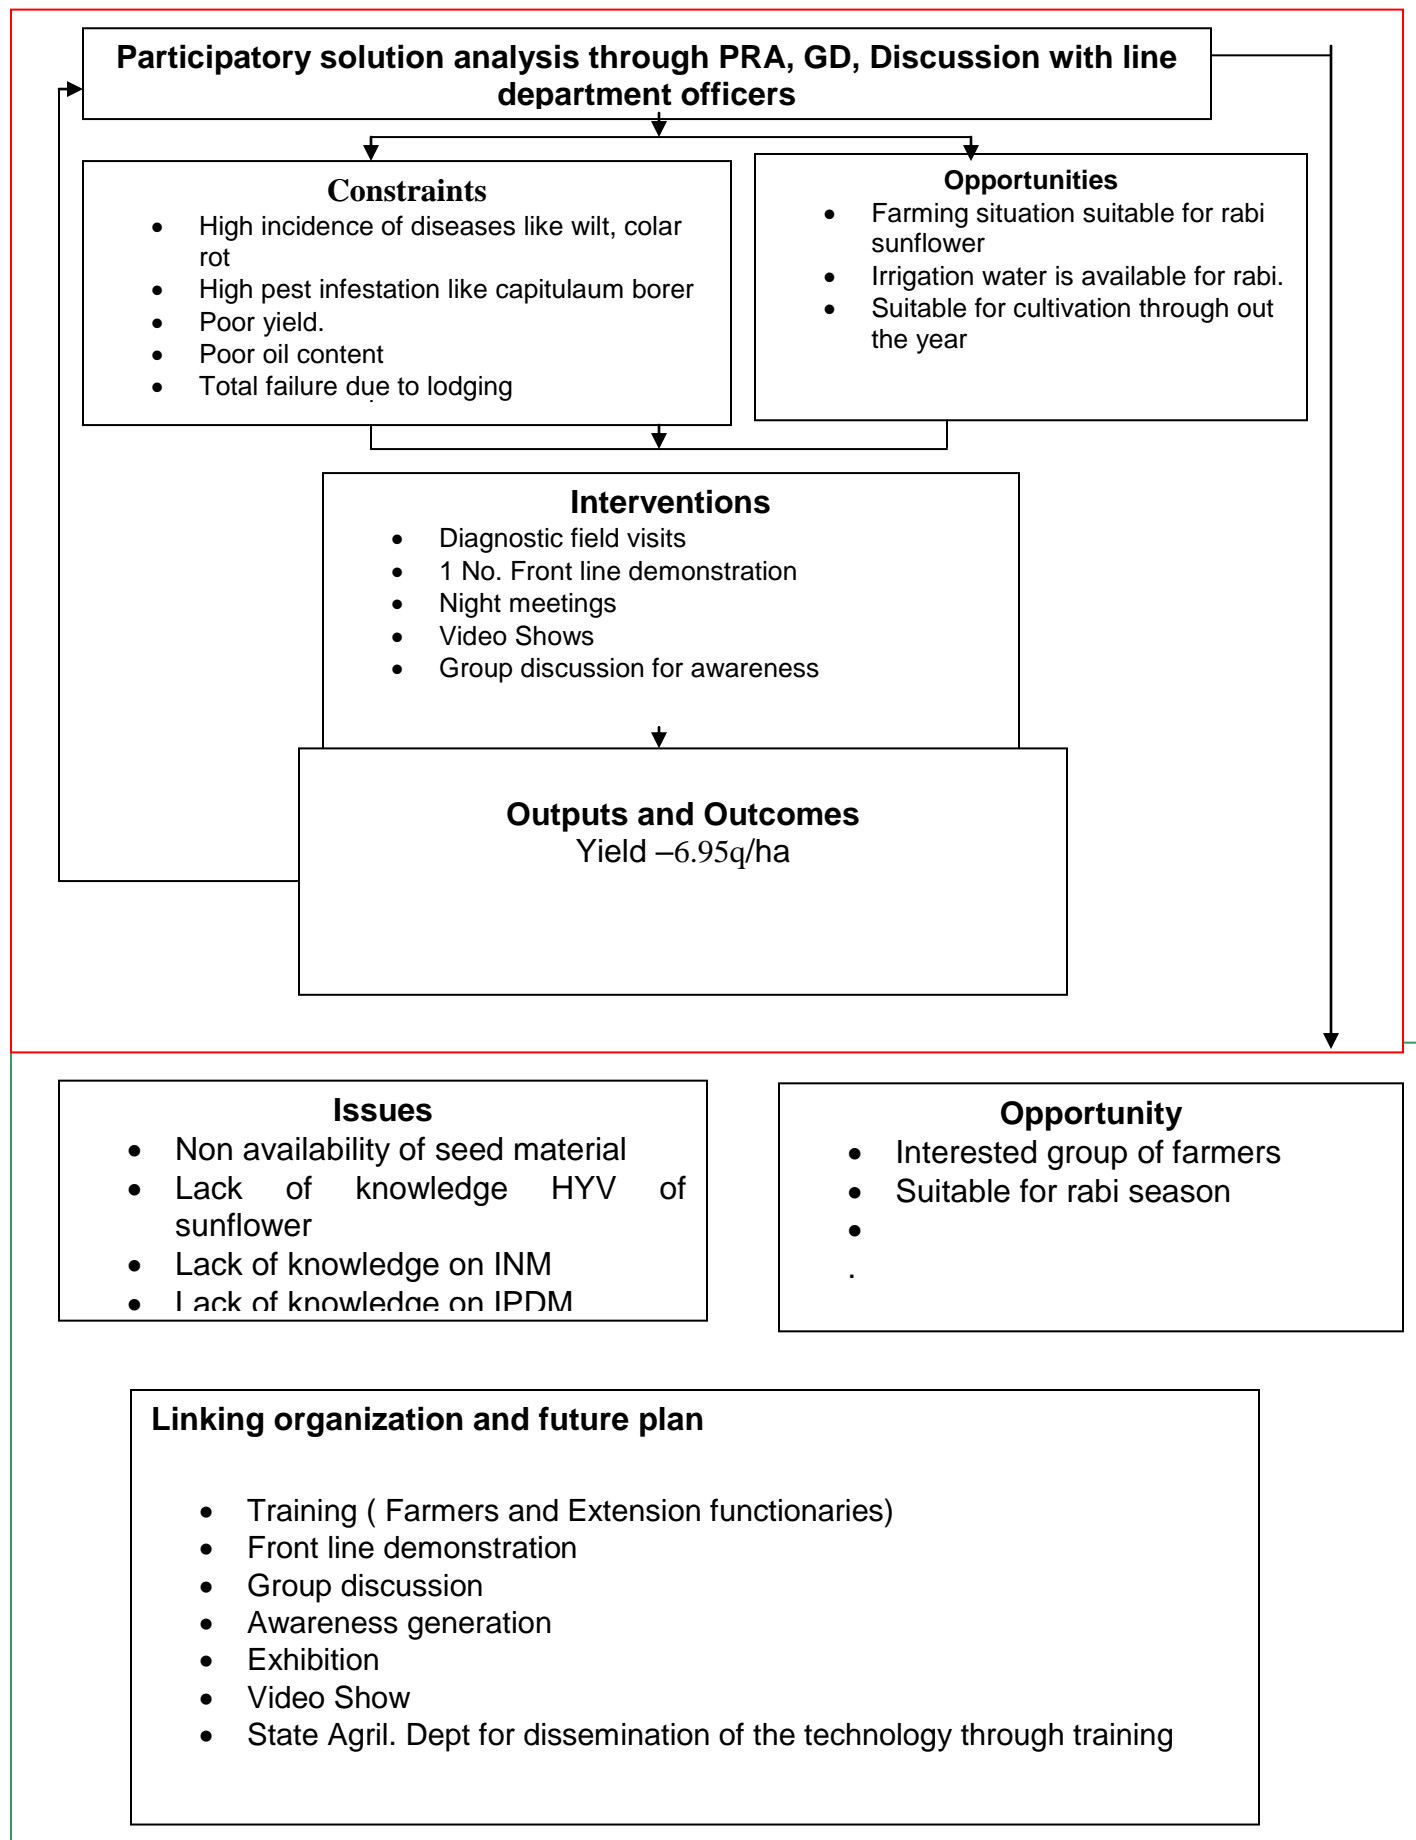 Participatory solution analysis through PRA, GD, Discussion with line
department officers
Constraints
• High incidence of diseases like wilt, colar
rot
• High pest infestation like capitulaum borer
• Poor yield.
• Poor oil content
• Total failure due to lodging
Opportunities
• Farming situation suitable for rabi
sunflower
• Irrigation water is available for rabi.
• Suitable for cultivation through out
the year
Interventions
• Diagnostic field visits
• 1 No. Front line demonstration
• Night meetings
• Video Shows
• Group discussion for awareness
Outputs and Outcomes
Yield –6.95q/ha
Issues
• Non availability of seed material
• Lack of knowledge HYV of
sunflower
• Lack of knowledge on INM
• Lack of knowledge on IPDM
Opportunity
• Interested group of farmers
• Suitable for rabi season
•
.
Linking organization and future plan
• Training ( Farmers and Extension functionaries)
• Front line demonstration
• Group discussion
• Awareness generation
• Exhibition
• Video Show
• State Agril. Dept for dissemination of the technology through training